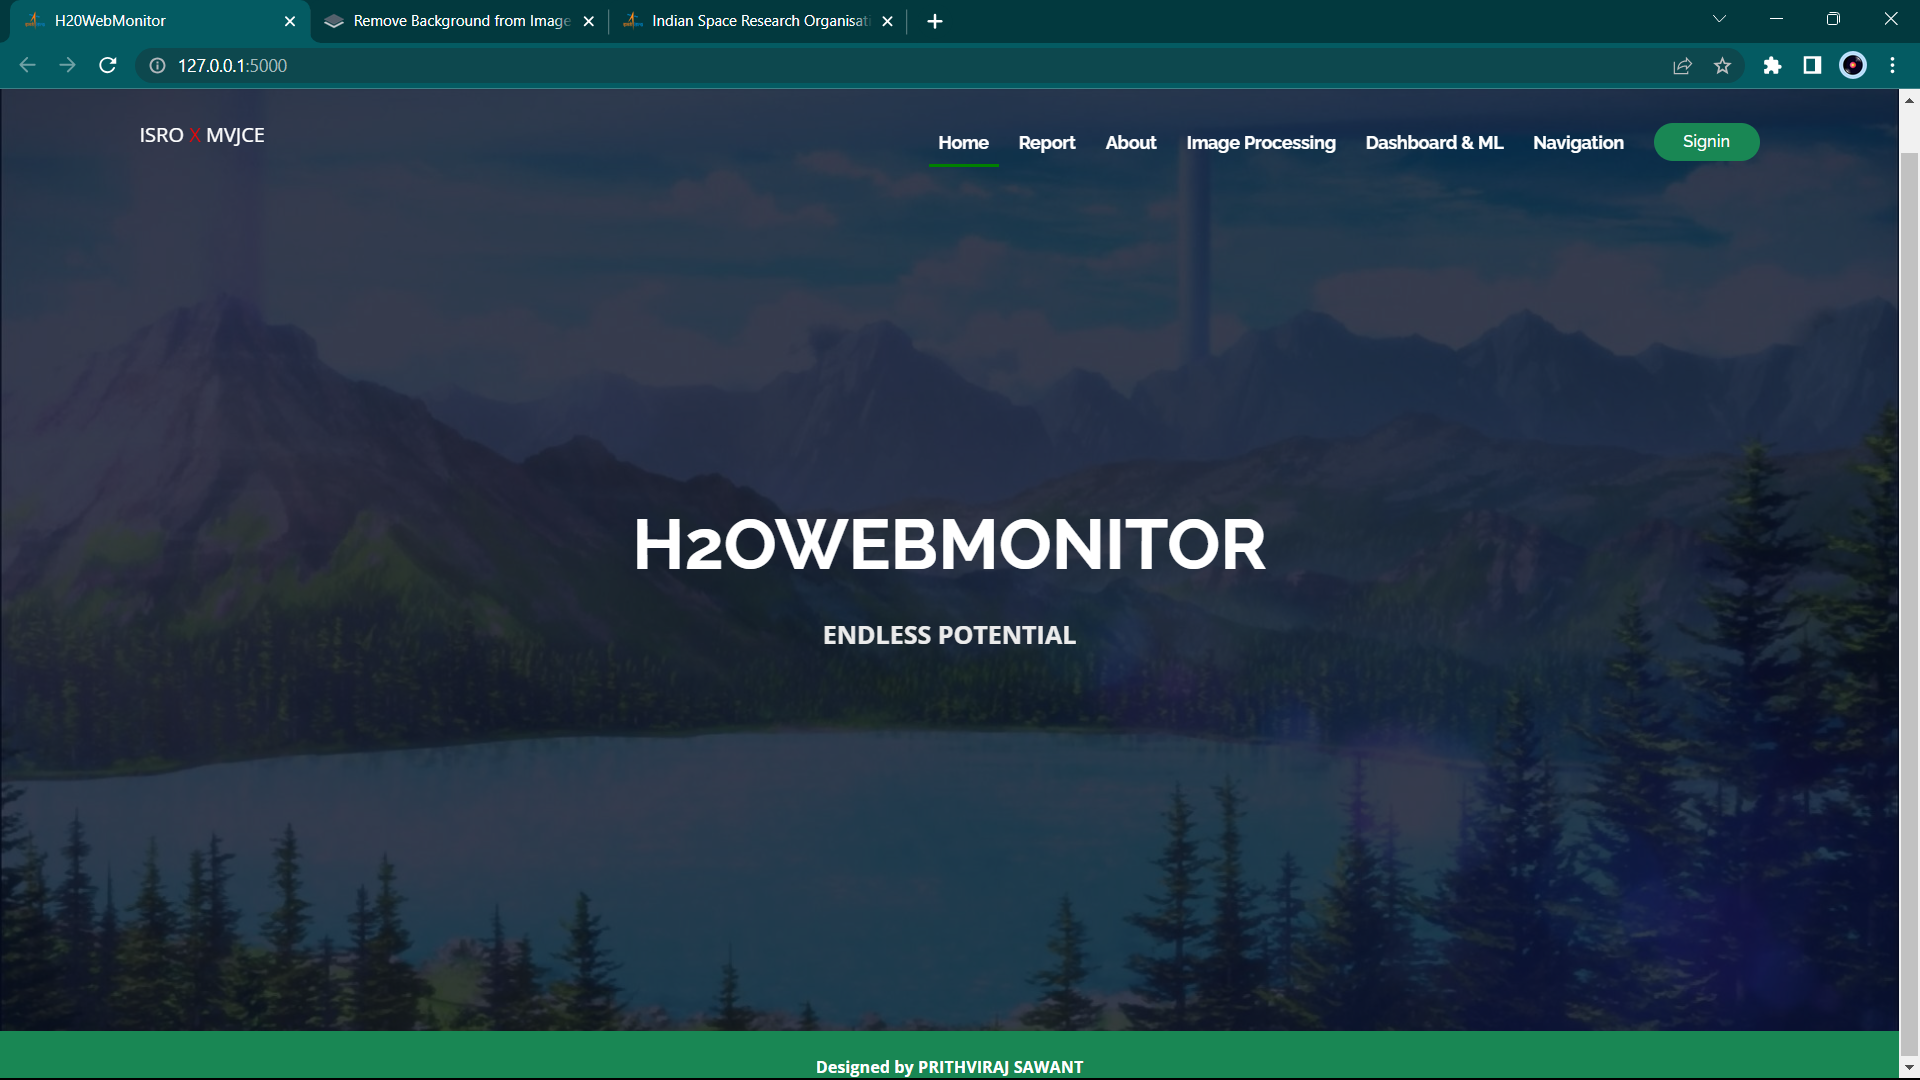 H20WebMonitor
Remove Background from Image
Indian Space Research Organisati
127.0.0.1:5000
ISRO X MVJCE
Home
Report
About
Image Processing
Dashboard & ML
Navigation
Signin
H2OWEBMONITOR
ENDLESS POTENTIAL
Designed by PRITHVIRAJ SAWANT